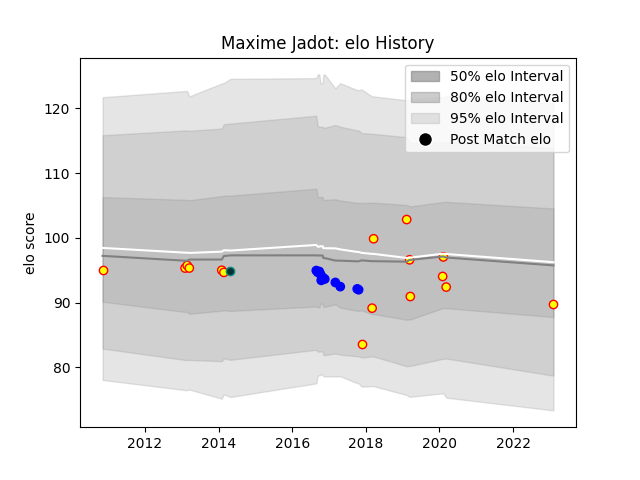 Maxime Jadot: elo History
50% elo Interval
80% elo Interval
95% elo Interval
Post Match elo
elo score
120
110
100
90
80
2012
2014
2016
2018
2020
2022